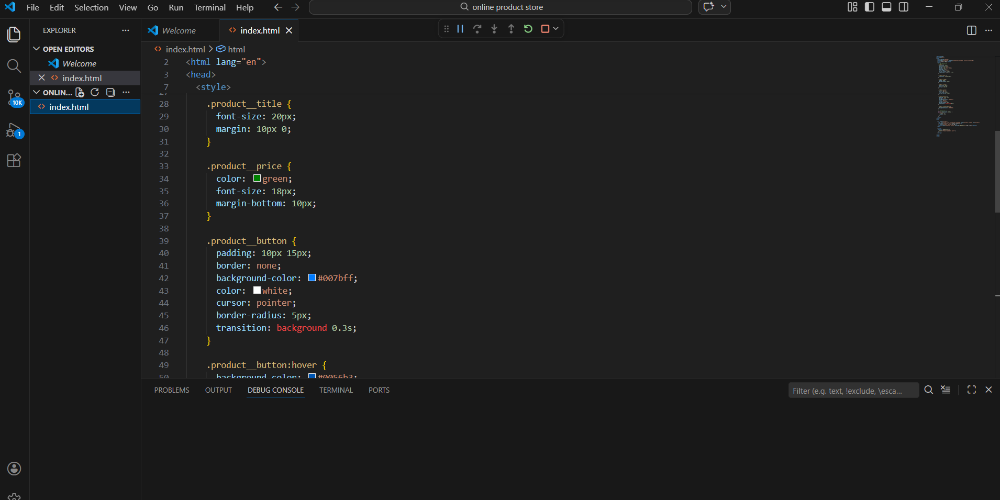 File Edit Selection View Go Run Terminal Help
online product store
EXPLORER
Welcome
index.html
OPEN EDITORS
Welcome
index.html
ONLIN...
index.html
10K
1
index.html > html
2 <html lang="en">
3 <head>
7 <style>
28 .product__title {
29 font-size: 20px;
30 margin: 10px 0;
31 }
32
33 .product__price {
34 color: green;
35 font-size: 18px;
36 margin-bottom: 10px;
37 }
38
39 .product__button {
40 padding: 10px 15px;
41 border: none;
42 background-color: #007bff;
43 color: white;
44 cursor: pointer;
45 border-radius: 5px;
46 transition: background 0.3s;
47 }
48
49 .product__button:hover {
50 background-color: #0056b3;
PROBLEMS OUTPUT DEBUG CONSOLE TERMINAL PORTS
Filter (e.g. text, !exclude, \esca...